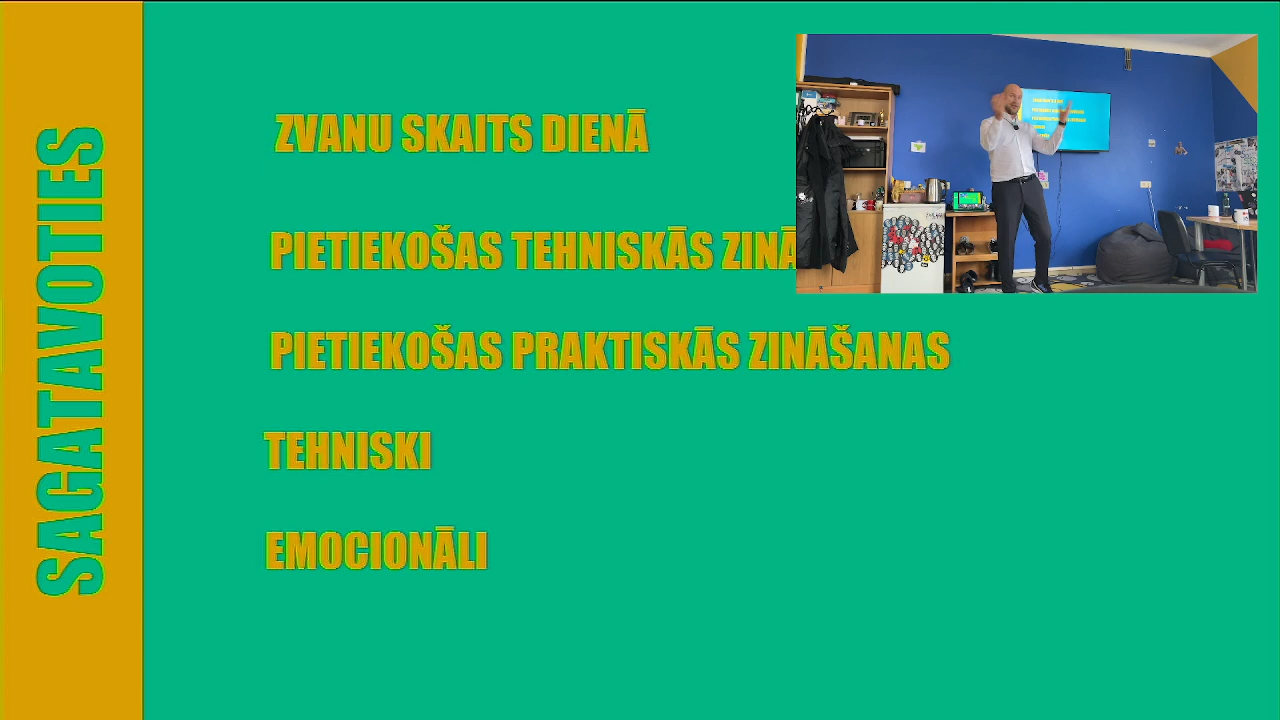 SAGATAVOTIES
ZVANU SKAITS DIENĀ
PIETIEKOŠAS TEHNISKĀS ZINĀ
PIETIEKOŠAS PRAKTISKĀS ZINĀŠANAS
TEHNISKI
EMOCIONĀLI